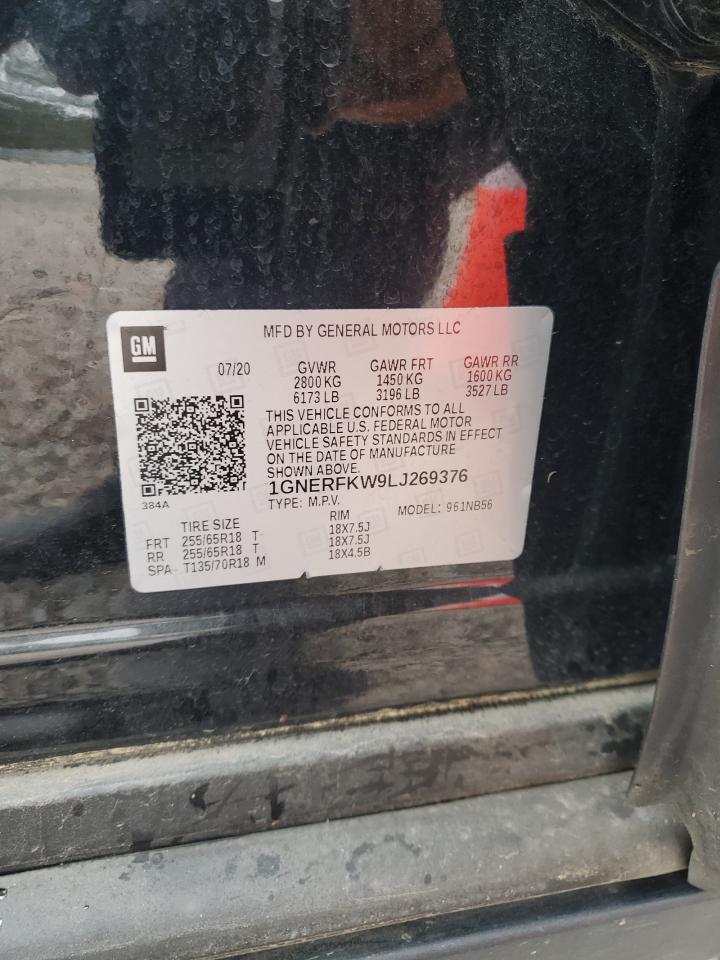 GM
MFD BY GENERAL MOTORS LLC
07/20 GVWR GAWR FRT GAWR RR
2800 KG 1450 KG 1600 KG
6173 LB 3196 LB 3527 LB
THIS VEHICLE CONFORMS TO ALL
APPLICABLE U.S. FEDERAL MOTOR
VEHICLE SAFETY STANDARDS IN EFFECT
ON THE DATE OF MANUFACTURE
SHOWN ABOVE.
1GNERFKW9LJ269376
384A
TYPE: M.P.V. MODEL: 961NB56
TIRE SIZE RIM
FRT 255/65R18 T 18X7.5J
RR 255/65R18 T 18X7.5J
SPA T135/70R18 M 18X4.5B